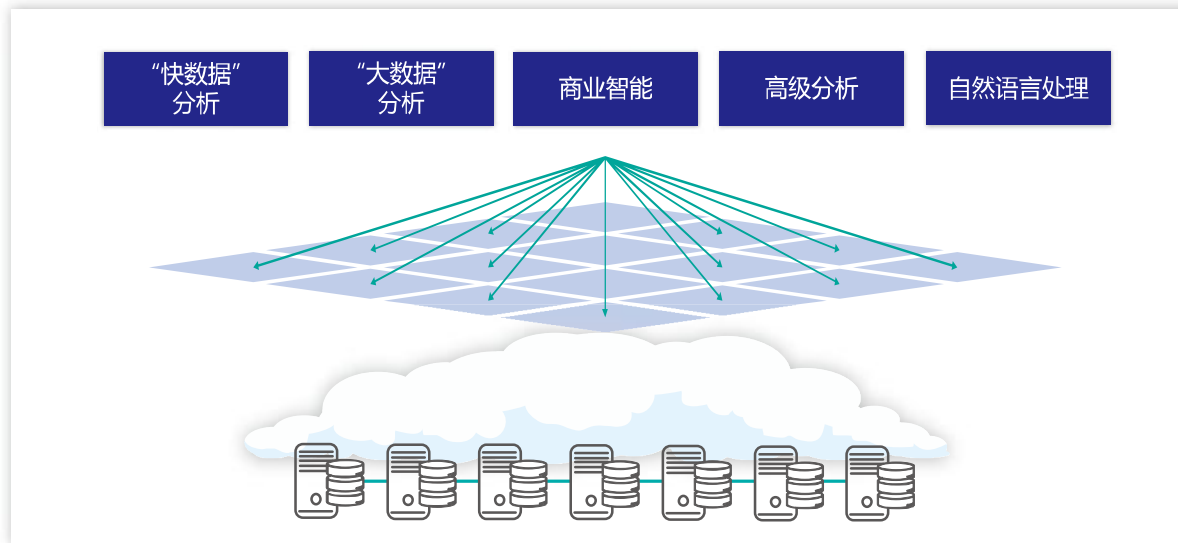 “快数据”
分析
“大数据”
分析
商业智能
高级分析
自然语言处理